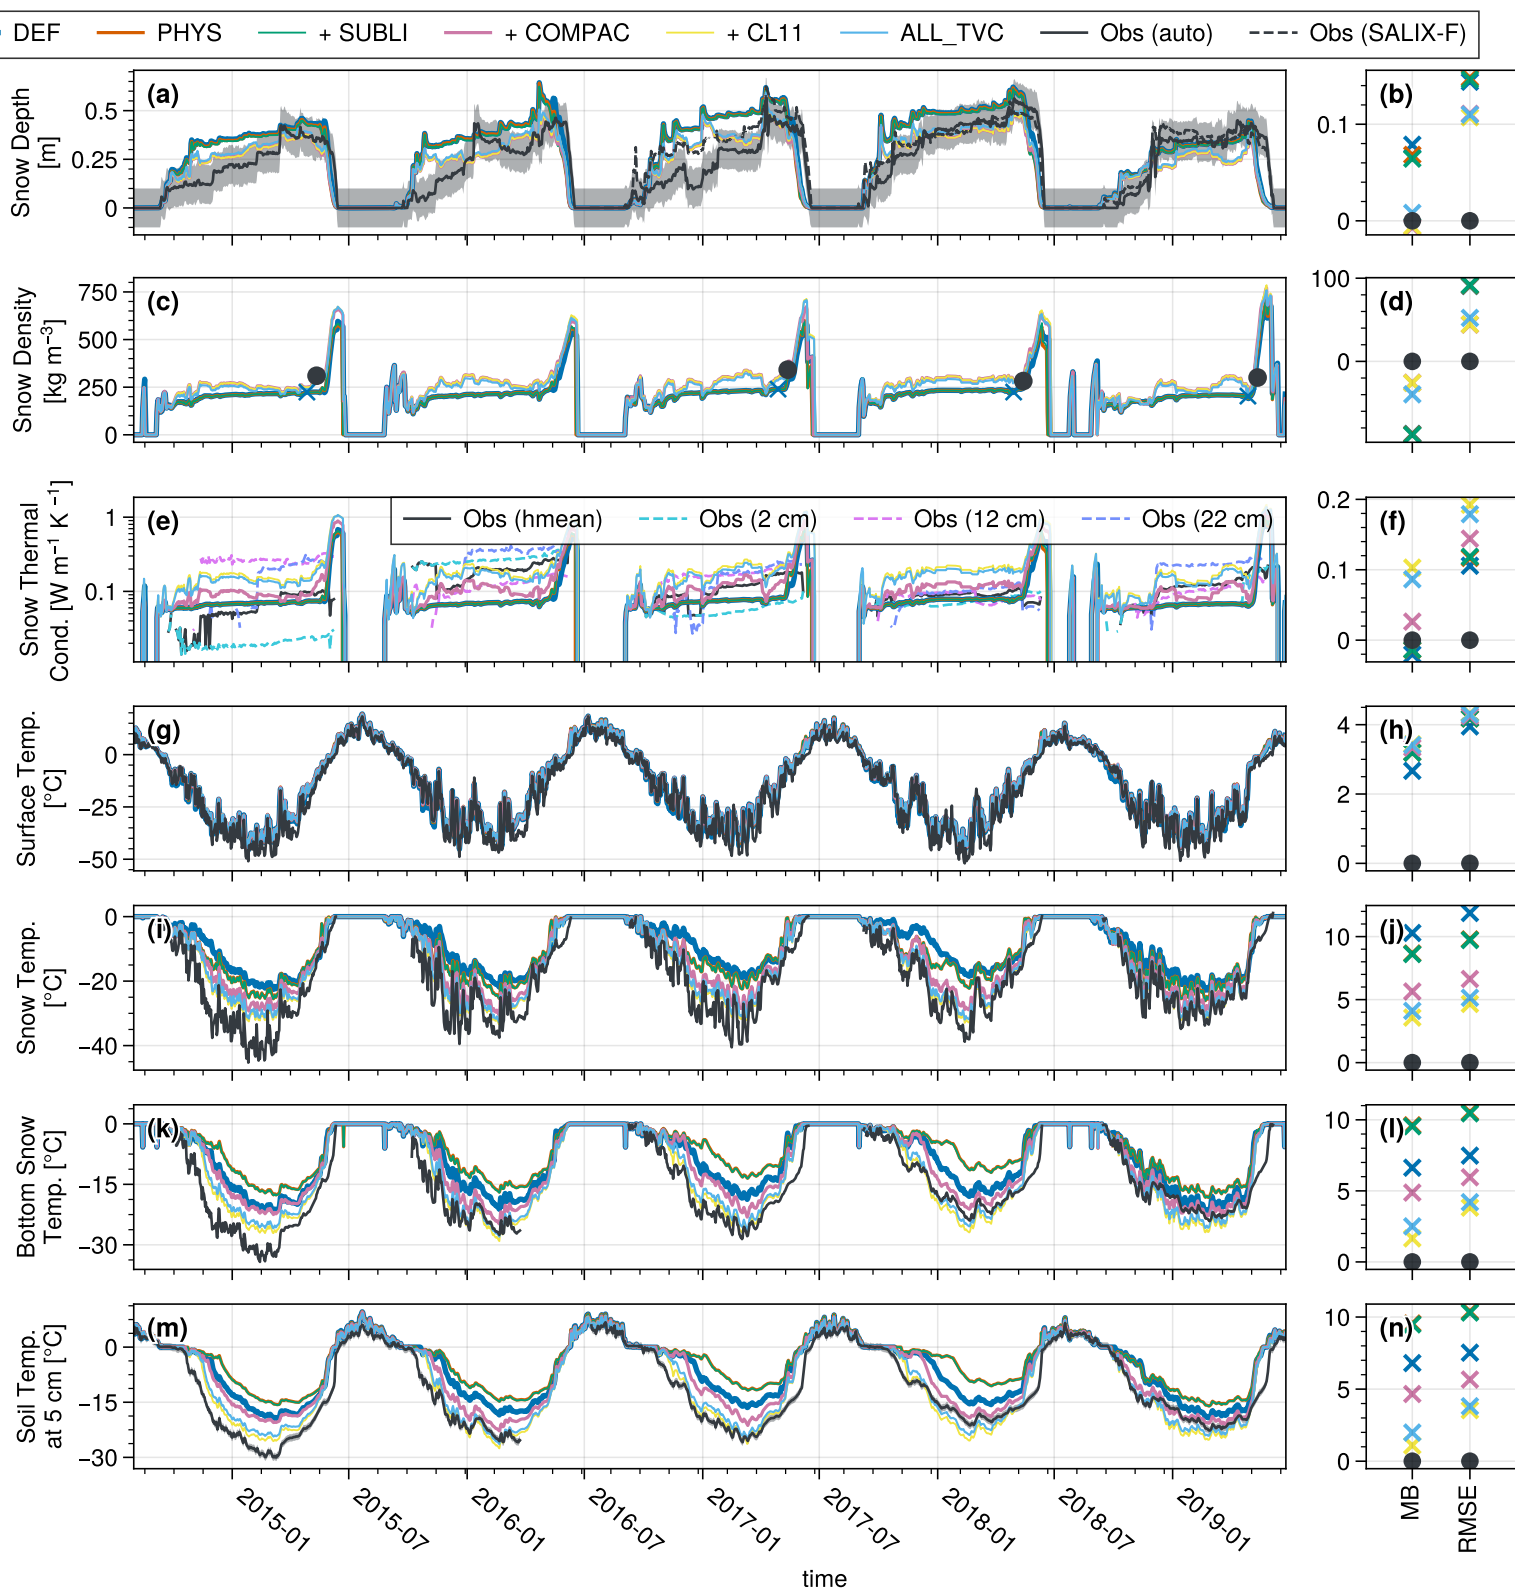 DEF PHYS + SUBLI + COMPAC + CL11 ALL_TVC Obs (auto) Obs (SALIX-F)
Snow Depth
[m]
0.5
0.25
0
(a)
0.1
0
(b)
Snow Density
[kg m⁻³]
750
500
250
0
(c)
100
0
(d)
Snow Thermal
Cond. [W m⁻¹ K⁻¹]
1
0.1
(e)
Obs (hmean) Obs (2 cm) Obs (12 cm) Obs (22 cm)
0.2
0.1
0
(f)
Surface Temp.
[°C]
0
−25
−50
(g)
4
2
0
(h)
Snow Temp.
[°C]
0
−20
−40
(i)
10
5
0
(j)
Bottom Snow
Temp. [°C]
0
−15
−30
(k)
10
5
0
(l)
Soil Temp.
at 5 cm [°C]
0
−15
−30
(m)
10
5
0
(n)
2015-01 2015-07 2016-01 2016-07 2017-01 2017-07 2018-01 2018-07 2019-01
MB RMSE
time